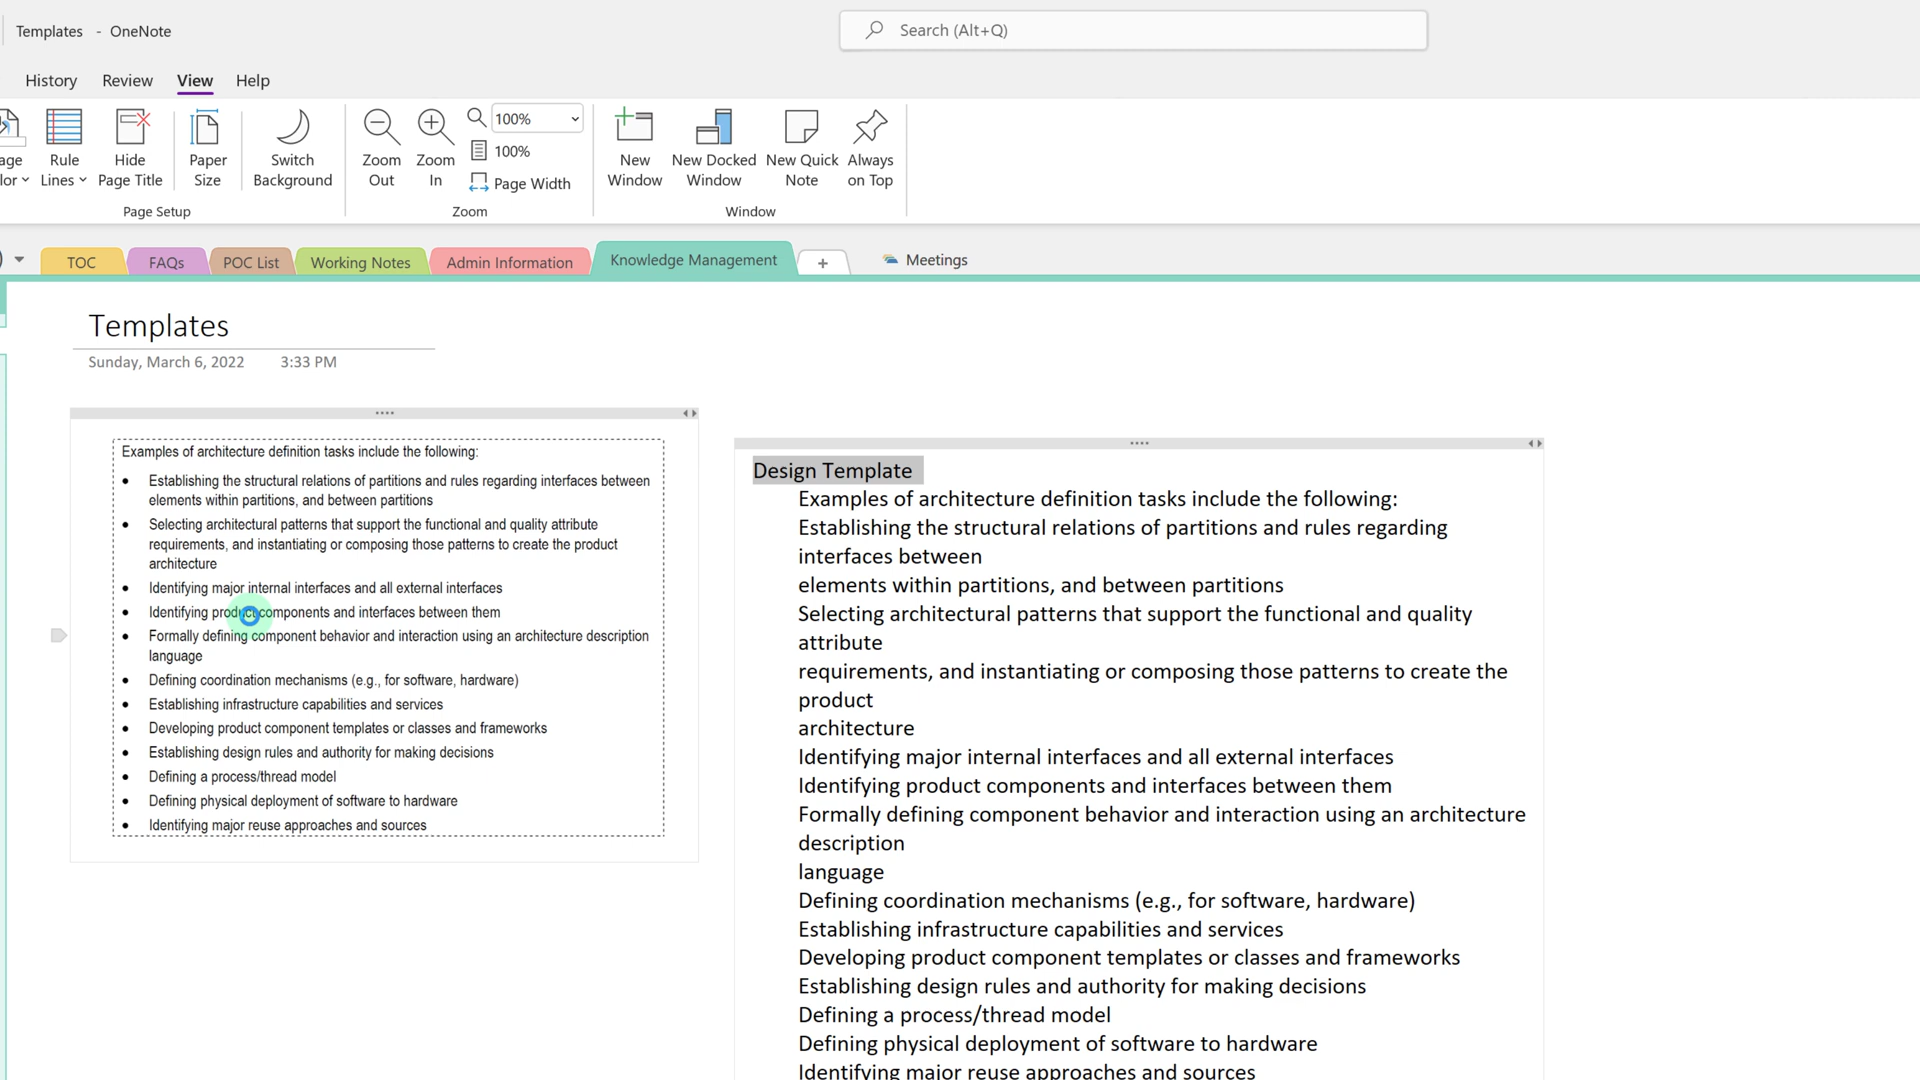 Templates - OneNote
Search (Alt+Q)
History Review View Help
age
lor
Rule
Lines
Hide
Page Title
Paper
Size
Switch
Background
Zoom
Out
Zoom
In
100%
100%
Page Width
New
Window
New Docked
Window
New Quick
Note
Always
on Top
Page Setup
Zoom
Window
TOC FAQs POC List Working Notes Admin Information Knowledge Management + Meetings
Templates
Sunday, March 6, 2022 3:33 PM
Examples of architecture definition tasks include the following:
• Establishing the structural relations of partitions and rules regarding interfaces between
elements within partitions, and between partitions
• Selecting architectural patterns that support the functional and quality attribute
requirements, and instantiating or composing those patterns to create the product
architecture
• Identifying major internal interfaces and all external interfaces
• Identifying product components and interfaces between them
• Formally defining component behavior and interaction using an architecture description
language
• Defining coordination mechanisms (e.g., for software, hardware)
• Establishing infrastructure capabilities and services
• Developing product component templates or classes and frameworks
• Establishing design rules and authority for making decisions
• Defining a process/thread model
• Defining physical deployment of software to hardware
• Identifying major reuse approaches and sources
Design Template
Examples of architecture definition tasks include the following:
Establishing the structural relations of partitions and rules regarding
interfaces between
elements within partitions, and between partitions
Selecting architectural patterns that support the functional and quality
attribute
requirements, and instantiating or composing those patterns to create the
product
architecture
Identifying major internal interfaces and all external interfaces
Identifying product components and interfaces between them
Formally defining component behavior and interaction using an architecture
description
language
Defining coordination mechanisms (e.g., for software, hardware)
Establishing infrastructure capabilities and services
Developing product component templates or classes and frameworks
Establishing design rules and authority for making decisions
Defining a process/thread model
Defining physical deployment of software to hardware
Identifying major reuse approaches and sources